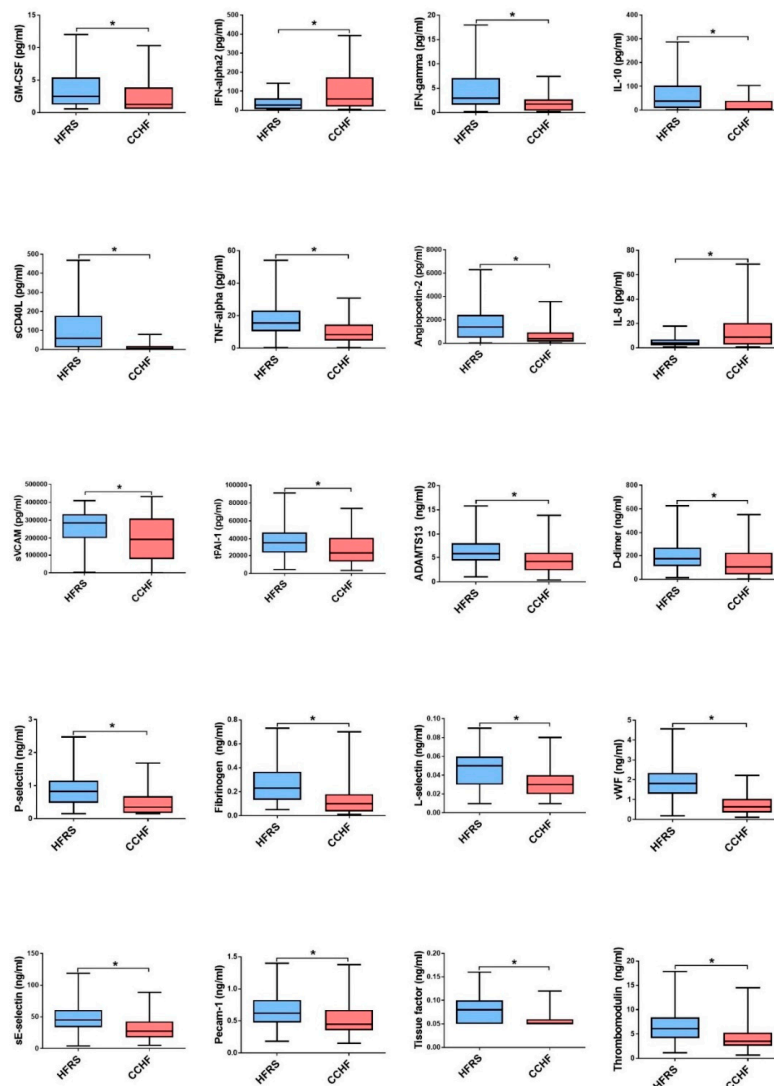 GM-CSF (pg/ml)
15
10
5
0
*
HFRS
CCHF
IFN-alpha2 (pg/ml)
500
400
300
200
100
0
*
HFRS
CCHF
IFN-gamma (pg/ml)
20
15
10
5
0
*
HFRS
CCHF
IL-10 (pg/ml)
400
300
200
100
0
*
HFRS
CCHF
sCD40L (pg/ml)
500
400
300
200
100
0
*
HFRS
CCHF
TNF-alpha (pg/ml)
60
40
20
0
*
HFRS
CCHF
Angiopoetin-2 (pg/ml)
8000
6000
4000
2000
0
*
HFRS
CCHF
IL-8 (pg/ml)
80
60
40
20
0
*
HFRS
CCHF
sVCAM (pg/ml)
500000
400000
300000
200000
100000
0
*
HFRS
CCHF
tPAI-1 (pg/ml)
100000
80000
60000
40000
20000
0
*
HFRS
CCHF
ADAMTS13 (ng/ml)
20
15
10
5
0
*
HFRS
CCHF
D-dimer (ng/ml)
800
600
400
200
0
*
HFRS
CCHF
P-selectin (ng/ml)
3
2
1
0
*
HFRS
CCHF
Fibrinogen (ng/ml)
0.8
0.6
0.4
0.2
0.0
*
HFRS
CCHF
L-selectin (ng/ml)
0.10
0.08
0.06
0.04
0.02
0.00
*
HFRS
CCHF
vWF (ng/ml)
5
4
3
2
1
0
*
HFRS
CCHF
sE-selectin (ng/ml)
150
100
50
0
*
HFRS
CCHF
Pecam-1 (ng/ml)
1.5
1.0
0.5
0.0
*
HFRS
CCHF
Tissue factor (ng/ml)
0.20
0.15
0.10
0.05
0.00
*
HFRS
CCHF
Thrombomodulin (ng/ml)
20
15
10
5
0
*
HFRS
CCHF